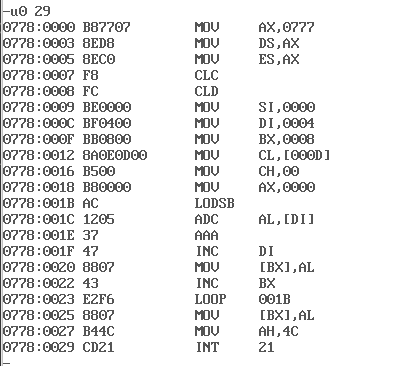 -u0 29
0778:0000 B87707 MOV AX,0777
0778:0003 8ED8 MOV DS,AX
0778:0005 8EC0 MOV ES,AX
0778:0007 F8 CLC
0778:0008 FC CLD
0778:0009 BE0000 MOV SI,0000
0778:000C BF0400 MOV DI,0004
0778:000F BB0800 MOV BX,0008
0778:0012 8A0E0D00 MOV CL,[000D]
0778:0016 B500 MOV CH,00
0778:0018 B80000 MOV AX,0000
0778:001B AC LODSB
0778:001C 1205 ADC AL,[DI]
0778:001E 37 AAA
0778:001F 47 INC DI
0778:0020 8807 MOV [BX],AL
0778:0022 43 INC BX
0778:0023 E2F6 LOOP 001B
0778:0025 8807 MOV [BX],AL
0778:0027 B44C MOV AH,4C
0778:0029 CD21 INT 21
-